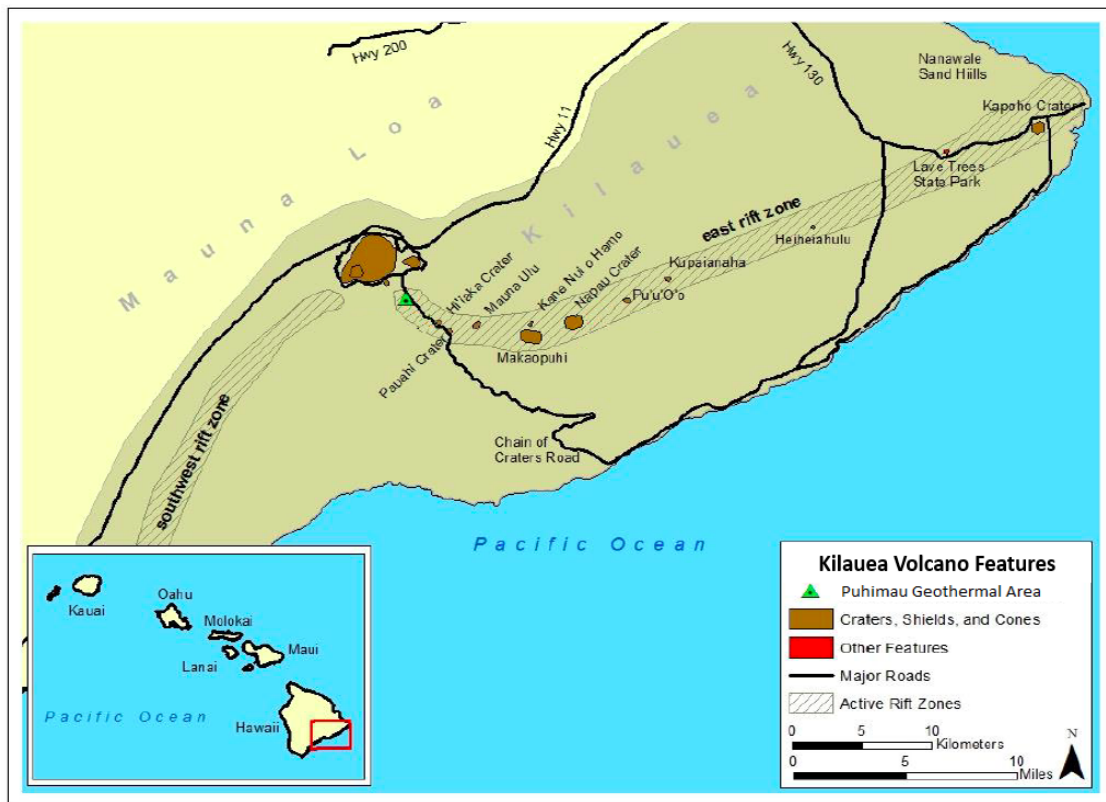 Hwy 200
Hwy 11
Hwy 130
Nanawale
Sand Hiills
Kapoho Crater
Mauna Loa
Kilauea
Lave Trees
State Park
east rift zone
Heiheiahulu
Kupaianaha
Pu'u'O'o
Napau Crater
Kane Nui o Hamo
Makaopuhi
Mauna Ulu
Hi'iaka Crater
Pauahi Crater
southwest rift zone
Chain of
Craters Road
Pacific Ocean
Kauai
Oahu
Molokai
Lanai
Maui
Hawaii
Pacific Ocean
Kilauea Volcano Features
Puhimau Geothermal Area
Craters, Shields, and Cones
Other Features
Major Roads
Active Rift Zones
N
0 5 10
Kilometers
0 5 10
Miles